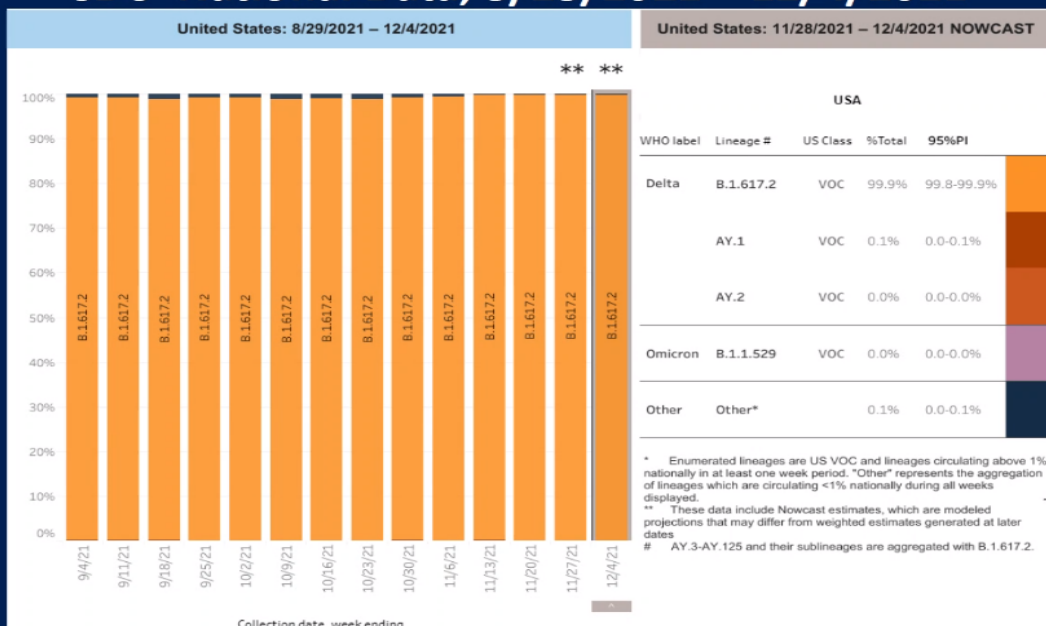 United States: 8/29/2021 – 12/4/2021
United States: 11/28/2021 – 12/4/2021 NOWCAST
** **
100%
90%
80%
70%
60%
50%
40%
30%
20%
10%
0%
B.1.617.2 B.1.617.2 B.1.617.2 B.1.617.2 B.1.617.2 B.1.617.2 B.1.617.2 B.1.617.2 B.1.617.2 B.1.617.2 B.1.617.2 B.1.617.2 B.1.617.2 B.1.617.2
9/4/21 9/11/21 9/18/21 9/25/21 10/2/21 10/9/21 10/16/21 10/23/21 10/30/21 11/6/21 11/13/21 11/20/21 11/27/21 12/4/21
Collection date, week ending
USA
WHO label Lineage # US Class %Total 95%PI
Delta B.1.617.2 VOC 99.9% 99.8-99.9%
AY.1 VOC 0.1% 0.0-0.1%
AY.2 VOC 0.0% 0.0-0.0%
Omicron B.1.1.529 VOC 0.0% 0.0-0.0%
Other Other* 0.1% 0.0-0.1%
* Enumerated lineages are US VOC and lineages circulating above 1%
nationally in at least one week period. "Other" represents the aggregation
of lineages which are circulating <1% nationally during all weeks
displayed.
** These data include Nowcast estimates, which are modeled
projections that may differ from weighted estimates generated at later
dates
# AY.3-AY.125 and their sublineages are aggregated with B.1.617.2.